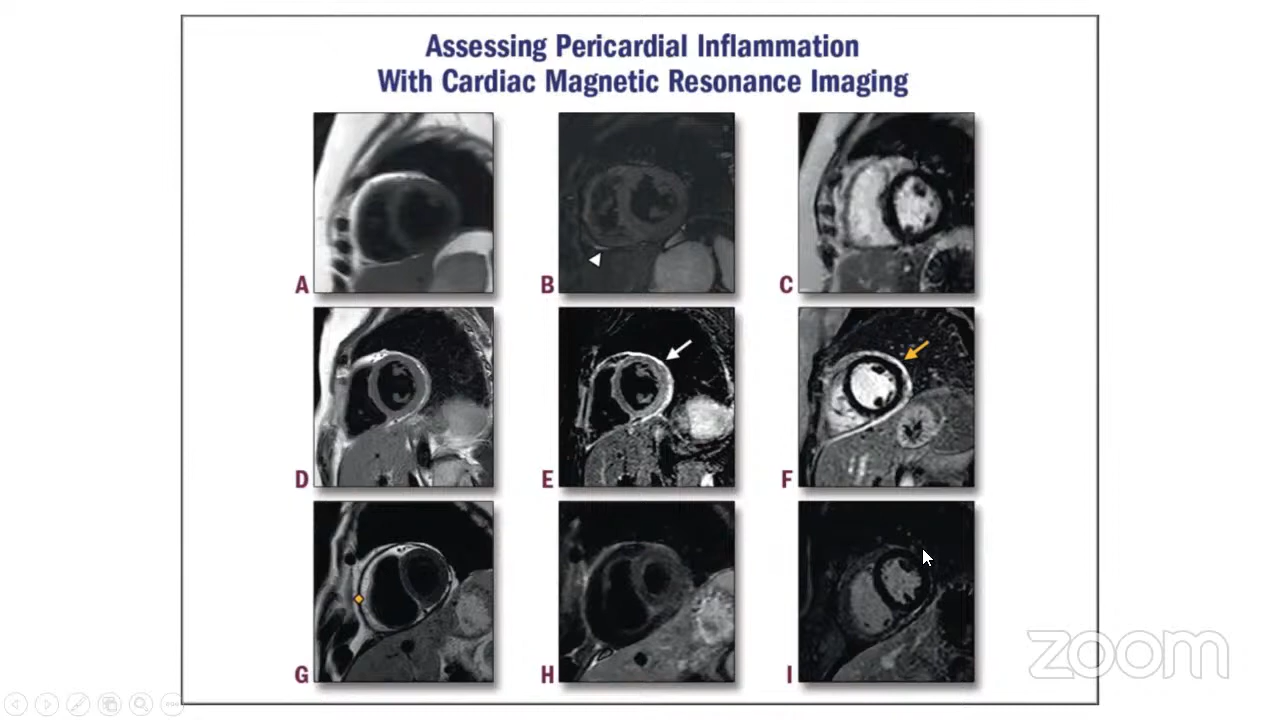 Assessing Pericardial Inflammation
With Cardiac Magnetic Resonance Imaging
A
B
C
D
E
F
G
H
I
zoom